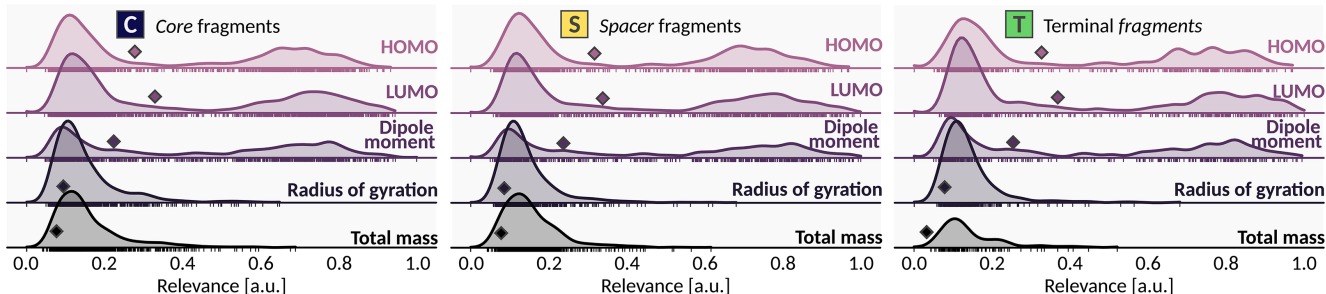 C Core fragments
HOMO
LUMO
Dipole
moment
Radius of gyration
Total mass
0.0 0.2 0.4 0.6 0.8 1.0
Relevance [a.u.]
S Spacer fragments
HOMO
LUMO
Dipole
moment
Radius of gyration
Total mass
0.0 0.2 0.4 0.6 0.8 1.0
Relevance [a.u.]
T Terminal fragments
HOMO
LUMO
Dipole
moment
Radius of gyration
Total mass
0.0 0.2 0.4 0.6 0.8 1.0
Relevance [a.u.]